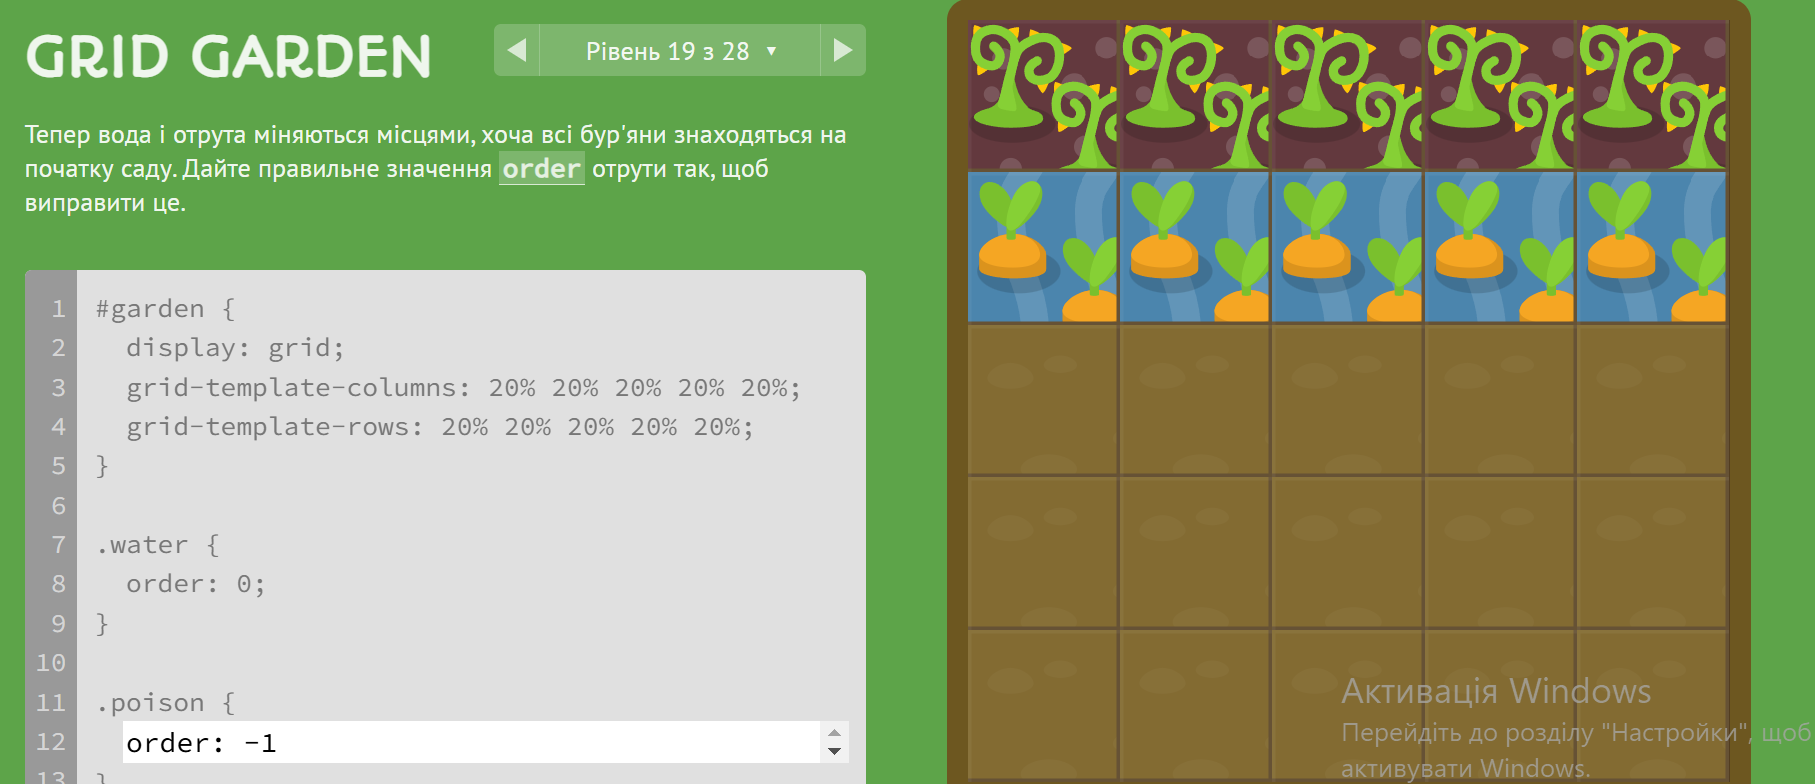 GRID GARDEN
Рівень 19 з 28 ▼
Тепер вода і отрута міняються місцями, хоча всі бур'яни знаходяться на
початку саду. Дайте правильне значення order отрути так, щоб
виправити це.
1 #garden {
2 display: grid;
3 grid-template-columns: 20% 20% 20% 20% 20%;
4 grid-template-rows: 20% 20% 20% 20% 20%;
5 }
6
7 .water {
8 order: 0;
9 }
10
11 .poison {
12 order: -1
13 }
Активація Windows
Перейдіть до розділу "Настройки", щоб
активувати Windows.